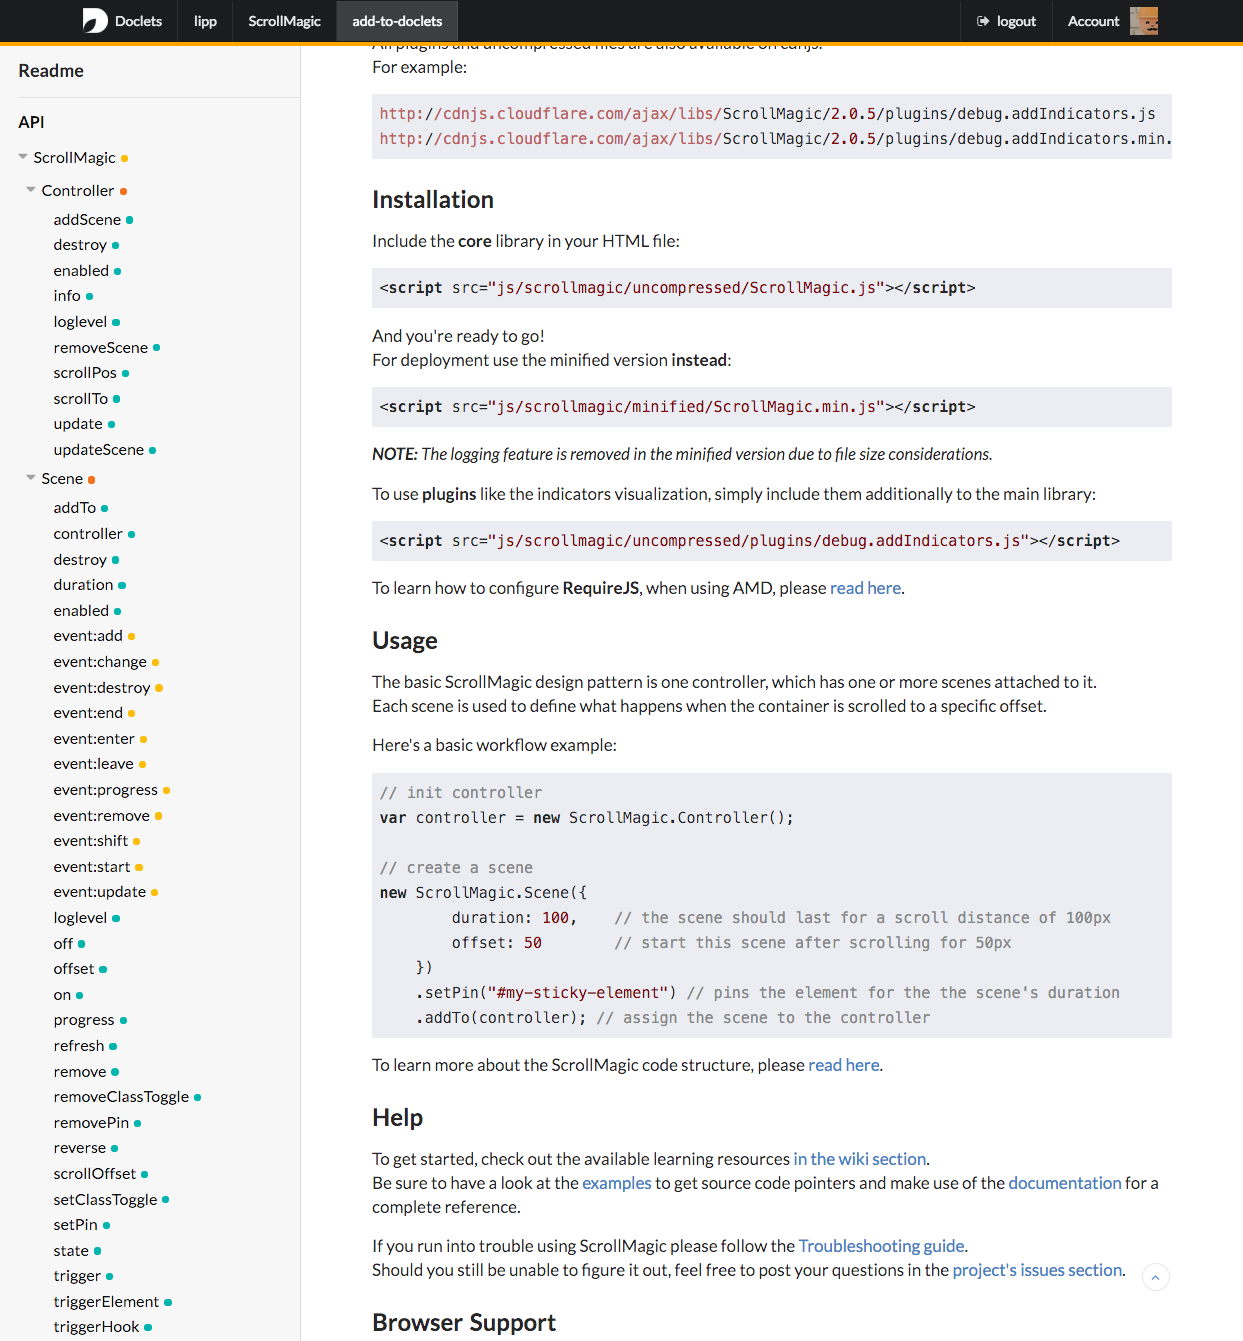 Doclets
lipp
ScrollMagic
add-to-doclets
logout
Account
Readme
API
ScrollMagic
Controller
addScene
destroy
enabled
info
loglevel
removeScene
scrollPos
scrollTo
update
updateScene
Scene
addTo
controller
destroy
duration
enabled
event:add
event:change
event:destroy
event:end
event:enter
event:leave
event:progress
event:remove
event:shift
event:start
event:update
loglevel
off
offset
on
progress
refresh
remove
removeClassToggle
removePin
reverse
scrollOffset
setClassToggle
setPin
state
trigger
triggerElement
triggerHook
All plugins and uncompressed files are also available on cdnjs.
For example:
http://cdnjs.cloudflare.com/ajax/libs/ScrollMagic/2.0.5/plugins/debug.addIndicators.js
http://cdnjs.cloudflare.com/ajax/libs/ScrollMagic/2.0.5/plugins/debug.addIndicators.min.
Installation
Include the core library in your HTML file:
<script src="js/scrollmagic/uncompressed/ScrollMagic.js"></script>
And you're ready to go!
For deployment use the minified version instead:
<script src="js/scrollmagic/minified/ScrollMagic.min.js"></script>
NOTE: The logging feature is removed in the minified version due to file size considerations.
To use plugins like the indicators visualization, simply include them additionally to the main library:
<script src="js/scrollmagic/uncompressed/plugins/debug.addIndicators.js"></script>
To learn how to configure RequireJS, when using AMD, please read here.
Usage
The basic ScrollMagic design pattern is one controller, which has one or more scenes attached to it.
Each scene is used to define what happens when the container is scrolled to a specific offset.
Here's a basic workflow example:
// init controller
var controller = new ScrollMagic.Controller();
// create a scene
new ScrollMagic.Scene({
duration: 100, // the scene should last for a scroll distance of 100px
offset: 50 // start this scene after scrolling for 50px
})
.setPin("#my-sticky-element") // pins the element for the the scene's duration
.addTo(controller); // assign the scene to the controller
To learn more about the ScrollMagic code structure, please read here.
Help
To get started, check out the available learning resources in the wiki section.
Be sure to have a look at the examples to get source code pointers and make use of the documentation for a
complete reference.
If you run into trouble using ScrollMagic please follow the Troubleshooting guide.
Should you still be unable to figure it out, feel free to post your questions in the project's issues section.
Browser Support